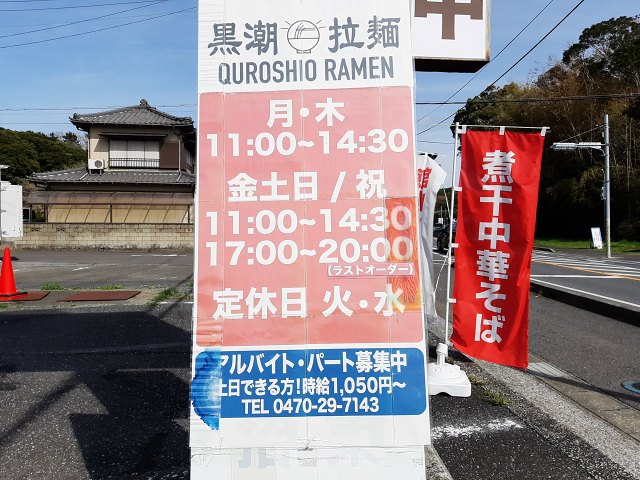 黒潮 拉麺
QUROSHIO RAMEN
月・木
11:00~14:30
金土日/祝
11:00~14:30
17:00~20:00
(ラストオーダー)
定休日 火・水
アルバイト・パート募集中
土日できる方!時給1,050円~
TEL 0470-29-7143
中
煮干中華そば